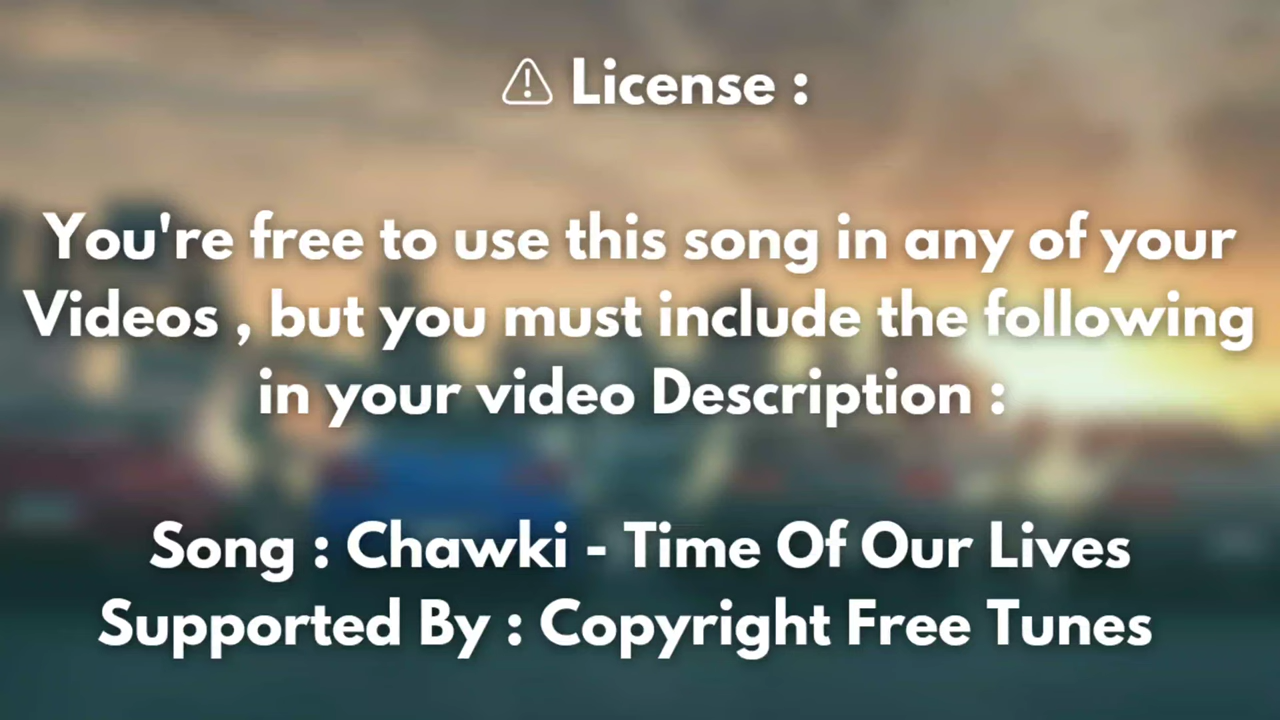 ⚠ License :
You're free to use this song in any of your
Videos , but you must include the following
in your video Description :
Song : Chawki - Time Of Our Lives
Supported By : Copyright Free Tunes